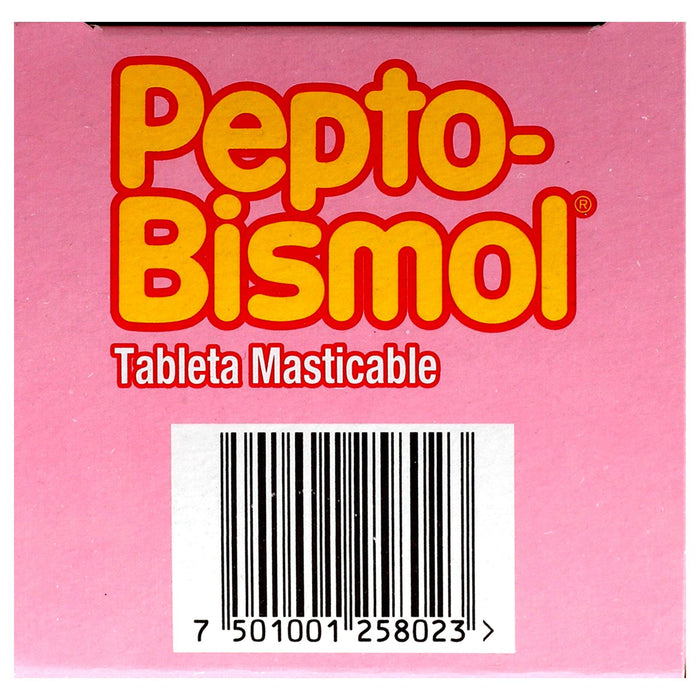 Pepto-
Bismol®
Tableta Masticable
7 501001 258023 >